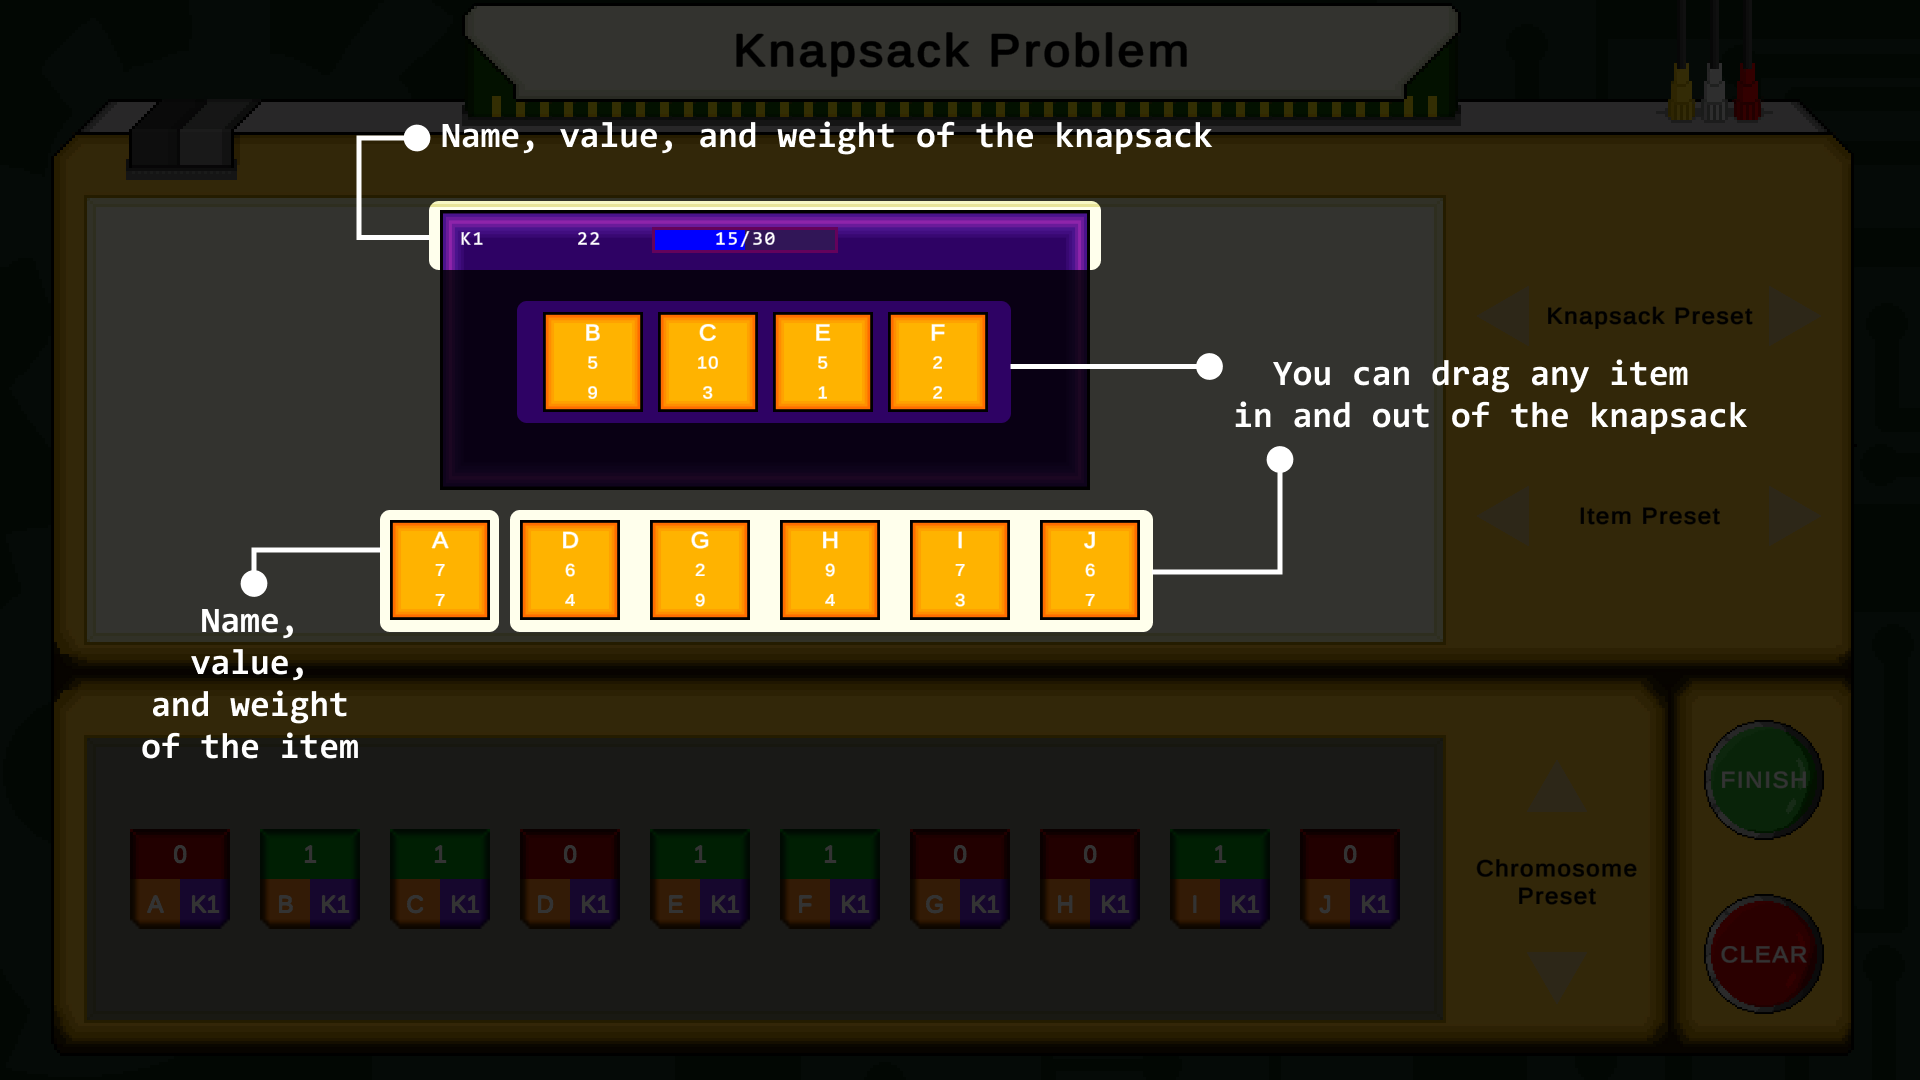 Knapsack Problem
Name, value, and weight of the knapsack
K1 22 15/30
B C E F
5 10 5 2
9 3 1 2
Knapsack Preset
You can drag any item
in and out of the knapsack
Item Preset
A D G H I J
7 6 2 9 7 6
7 4 9 4 3 7
Name,
value,
and weight
of the item
0 1 1 0 1 1 0 0 1 0
A K1 B K1 C K1 D K1 E K1 F K1 G K1 H K1 I K1 J K1
Chromosome
Preset
FINISH
CLEAR